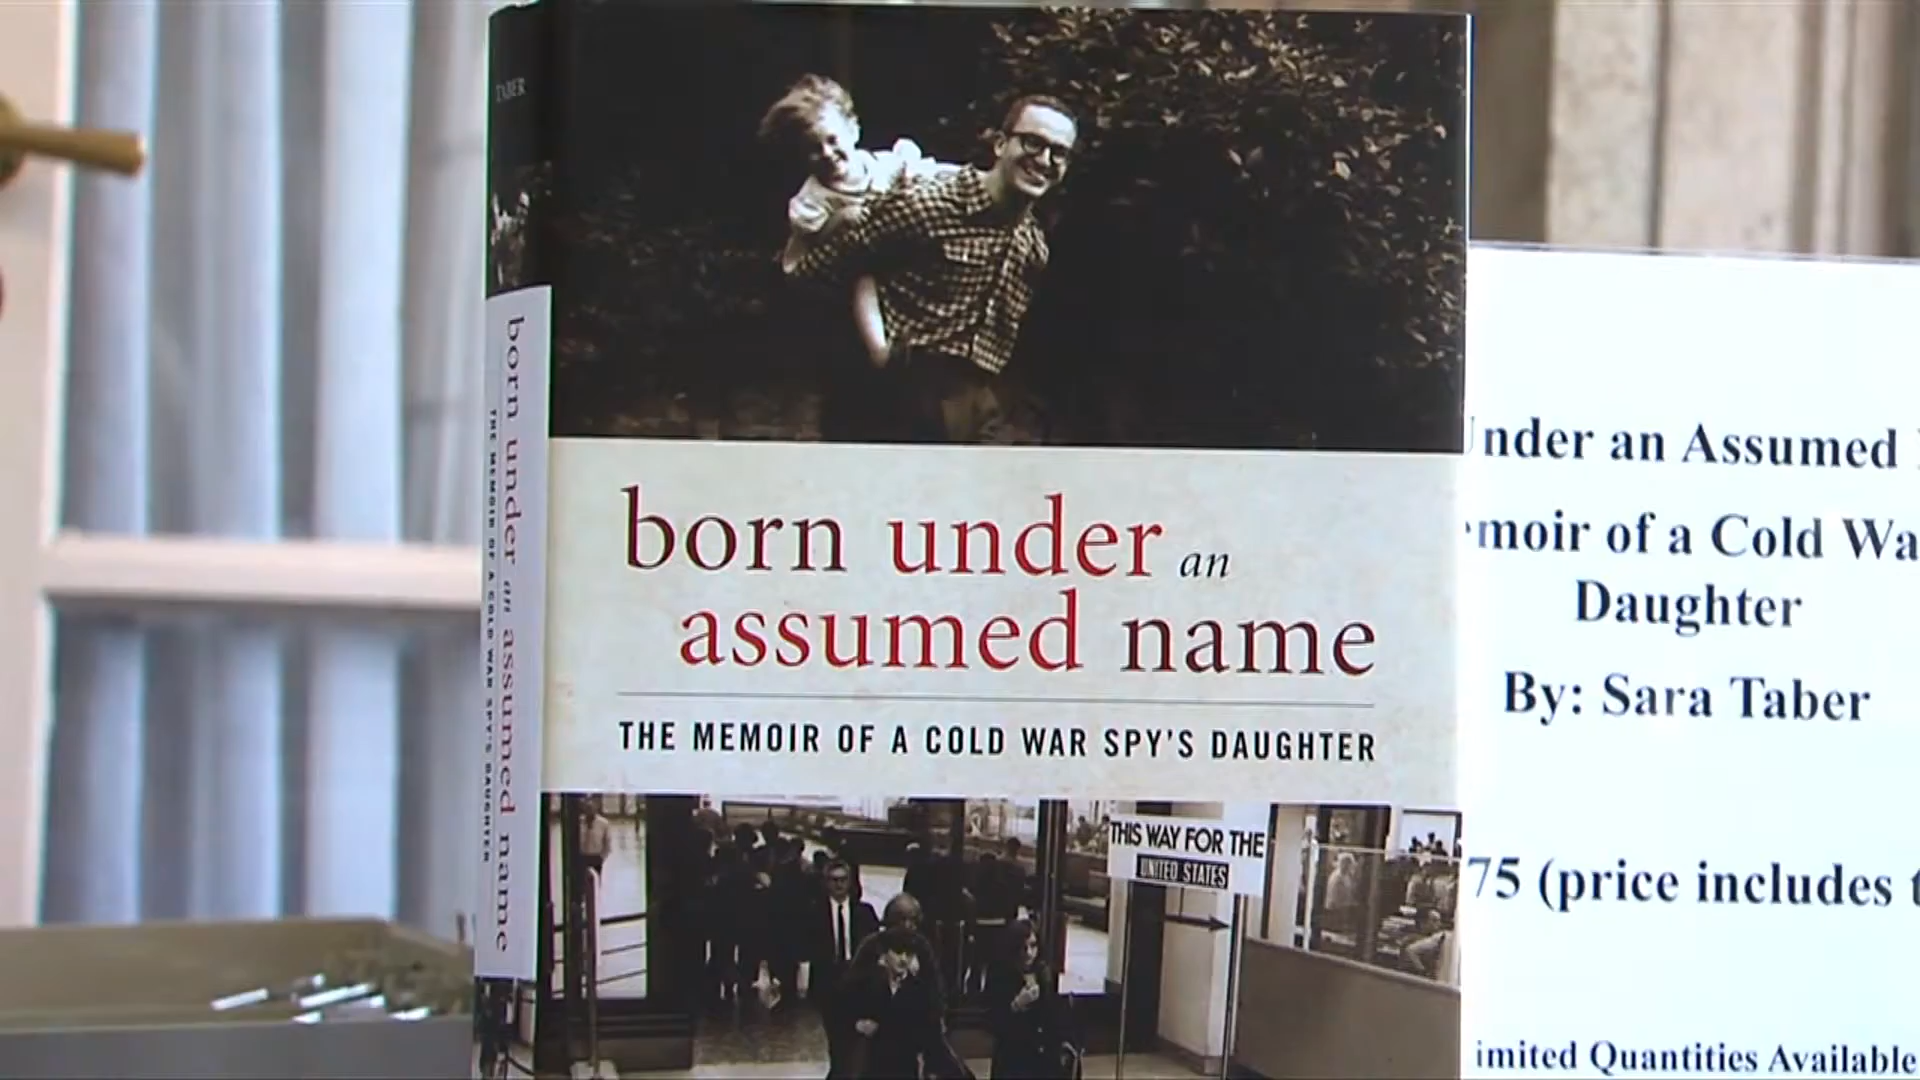 TABER
born under an assumed name
THE MEMOIR OF A COLD WAR SPY'S DAUGHTER
born under an
assumed name
THE MEMOIR OF A COLD WAR SPY'S DAUGHTER
THIS WAY FOR THE
UNITED STATES
nder an Assumed
moir of a Cold Wa
Daughter
By: Sara Taber
75 (price includes t
imited Quantities Available